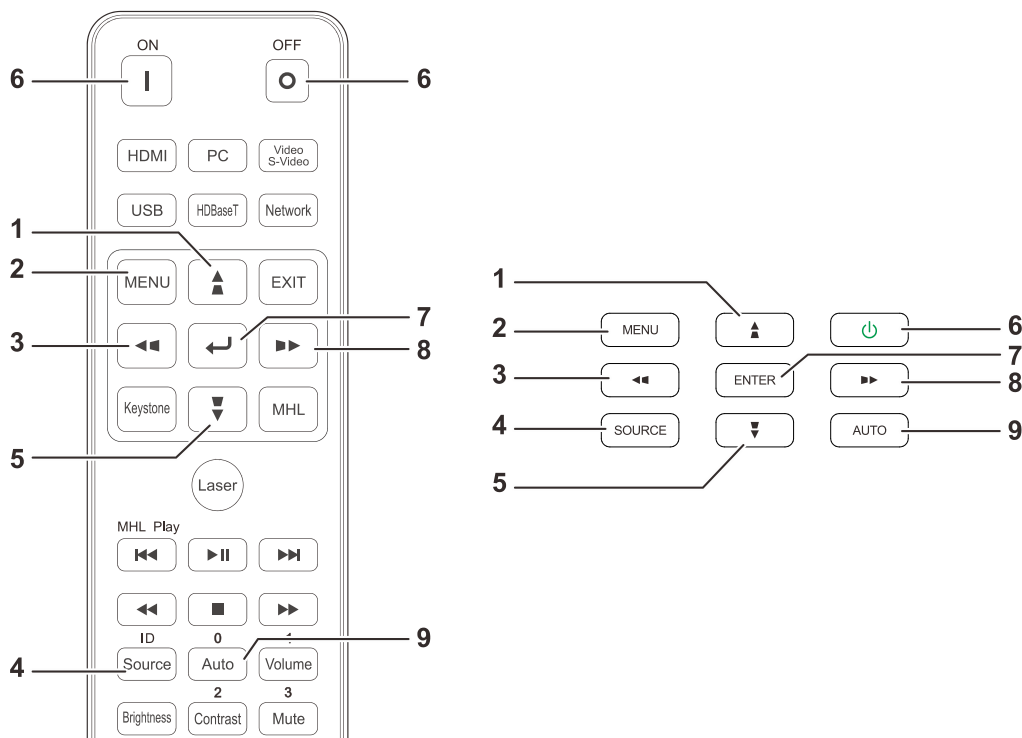 ON OFF
6 6
HDMI PC Video S-Video
USB HDBaseT Network
1
2 MENU EXIT
7
3 8
Keystone MHL
5
Laser
MHL Play
ID 0
9
4 Source Auto Volume
2 3
Brightness Contrast Mute
1
2 MENU 6
7
3 ENTER 8
4 SOURCE AUTO 9
5